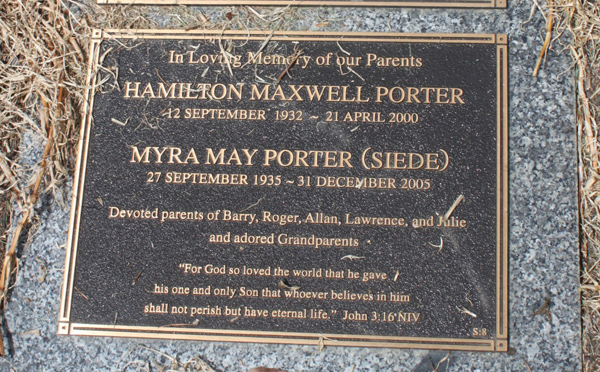 In Loving Memory of our Parents
HAMILTON MAXWELL PORTER
12 SEPTEMBER 1932 ~ 21 APRIL 2000
MYRA MAY PORTER (SIEDE)
27 SEPTEMBER 1935 ~ 31 DECEMBER 2005
Devoted parents of Barry, Roger, Allan, Lawrence, and Julie
and adored Grandparents
"For God so loved the world that he gave
his one and only Son that whoever believes in him
shall not perish but have eternal life." John 3:16 NIV
S:8